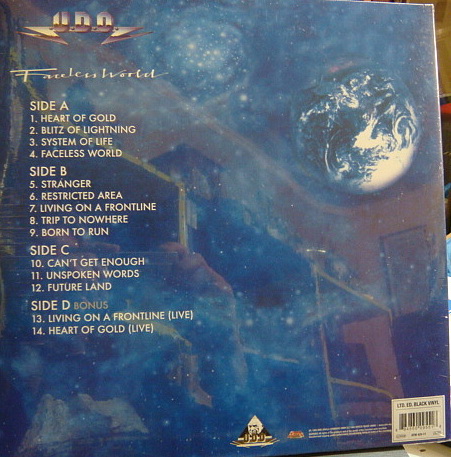 U.D.O.
Faceless World
SIDE A
1. HEART OF GOLD
2. BLITZ OF LIGHTNING
3. SYSTEM OF LIFE
4. FACELESS WORLD
SIDE B
5. STRANGER
6. RESTRICTED AREA
7. LIVING ON A FRONTLINE
8. TRIP TO NOWHERE
9. BORN TO RUN
SIDE C
10. CAN'T GET ENOUGH
11. UNSPOKEN WORDS
12. FUTURE LAND
SIDE D BONUS
13. LIVING ON A FRONTLINE (LIVE)
14. HEART OF GOLD (LIVE)
LTD. ED. BLACK VINYL
U.D.O.